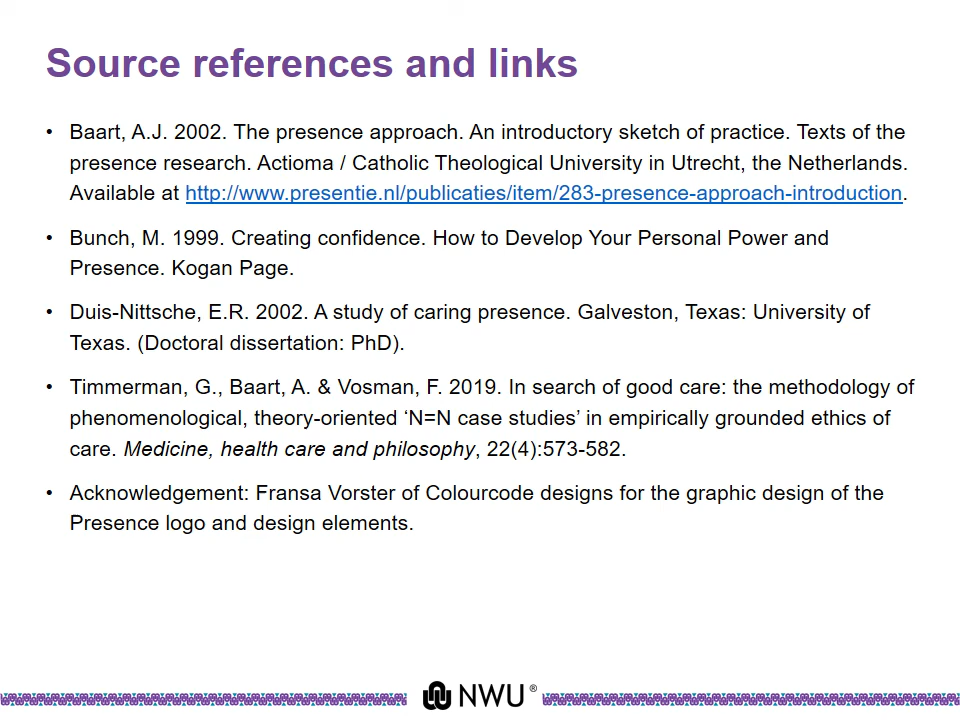 Source references and links
• Baart, A.J. 2002. The presence approach. An introductory sketch of practice. Texts of the
presence research. Actioma / Catholic Theological University in Utrecht, the Netherlands.
Available at http://www.presentie.nl/publicaties/item/283-presence-approach-introduction.
• Bunch, M. 1999. Creating confidence. How to Develop Your Personal Power and
Presence. Kogan Page.
• Duis-Nittsche, E.R. 2002. A study of caring presence. Galveston, Texas: University of
Texas. (Doctoral dissertation: PhD).
• Timmerman, G., Baart, A. & Vosman, F. 2019. In search of good care: the methodology of
phenomenological, theory-oriented ‘N=N case studies’ in empirically grounded ethics of
care. Medicine, health care and philosophy, 22(4):573-582.
• Acknowledgement: Fransa Vorster of Colourcode designs for the graphic design of the
Presence logo and design elements.
NWU®